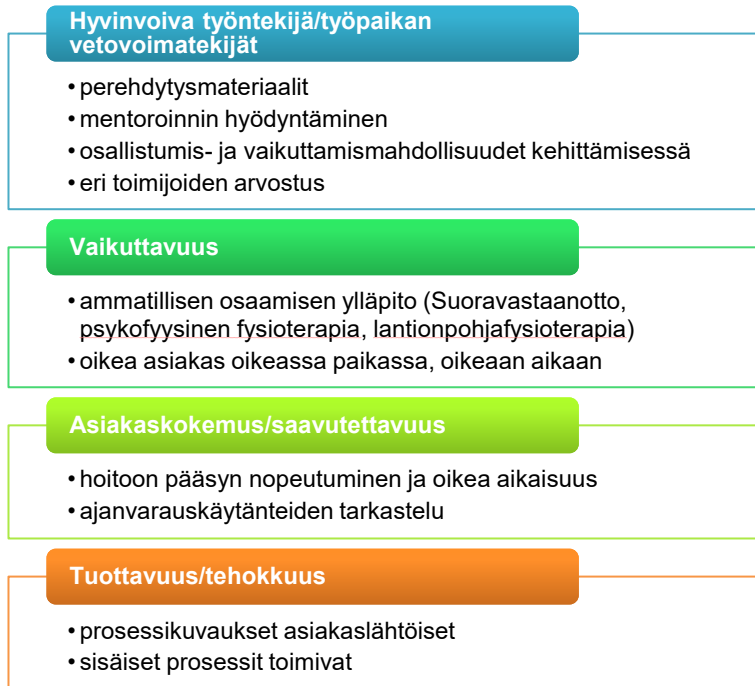 Hyvinvoiva työntekijä/työpaikan
vetovoimatekijät
• perehdytysmateriaalit
• mentoroinnin hyödyntäminen
• osallistumis- ja vaikuttamismahdollisuudet kehittämisessä
• eri toimijoiden arvostus
Vaikuttavuus
• ammatillisen osaamisen ylläpito (Suoravastaanotto,
psykofyysinen fysioterapia, lantionpohjafysioterapia)
• oikea asiakas oikeassa paikassa, oikeaan aikaan
Asiakaskokemus/saavutettavuus
• hoitoon pääsyn nopeutuminen ja oikea aikaisuus
• ajanvarauskäytänteiden tarkastelu
Tuottavuus/tehokkuus
• prosessikuvaukset asiakaslähtöiset
• sisäiset prosessit toimivat